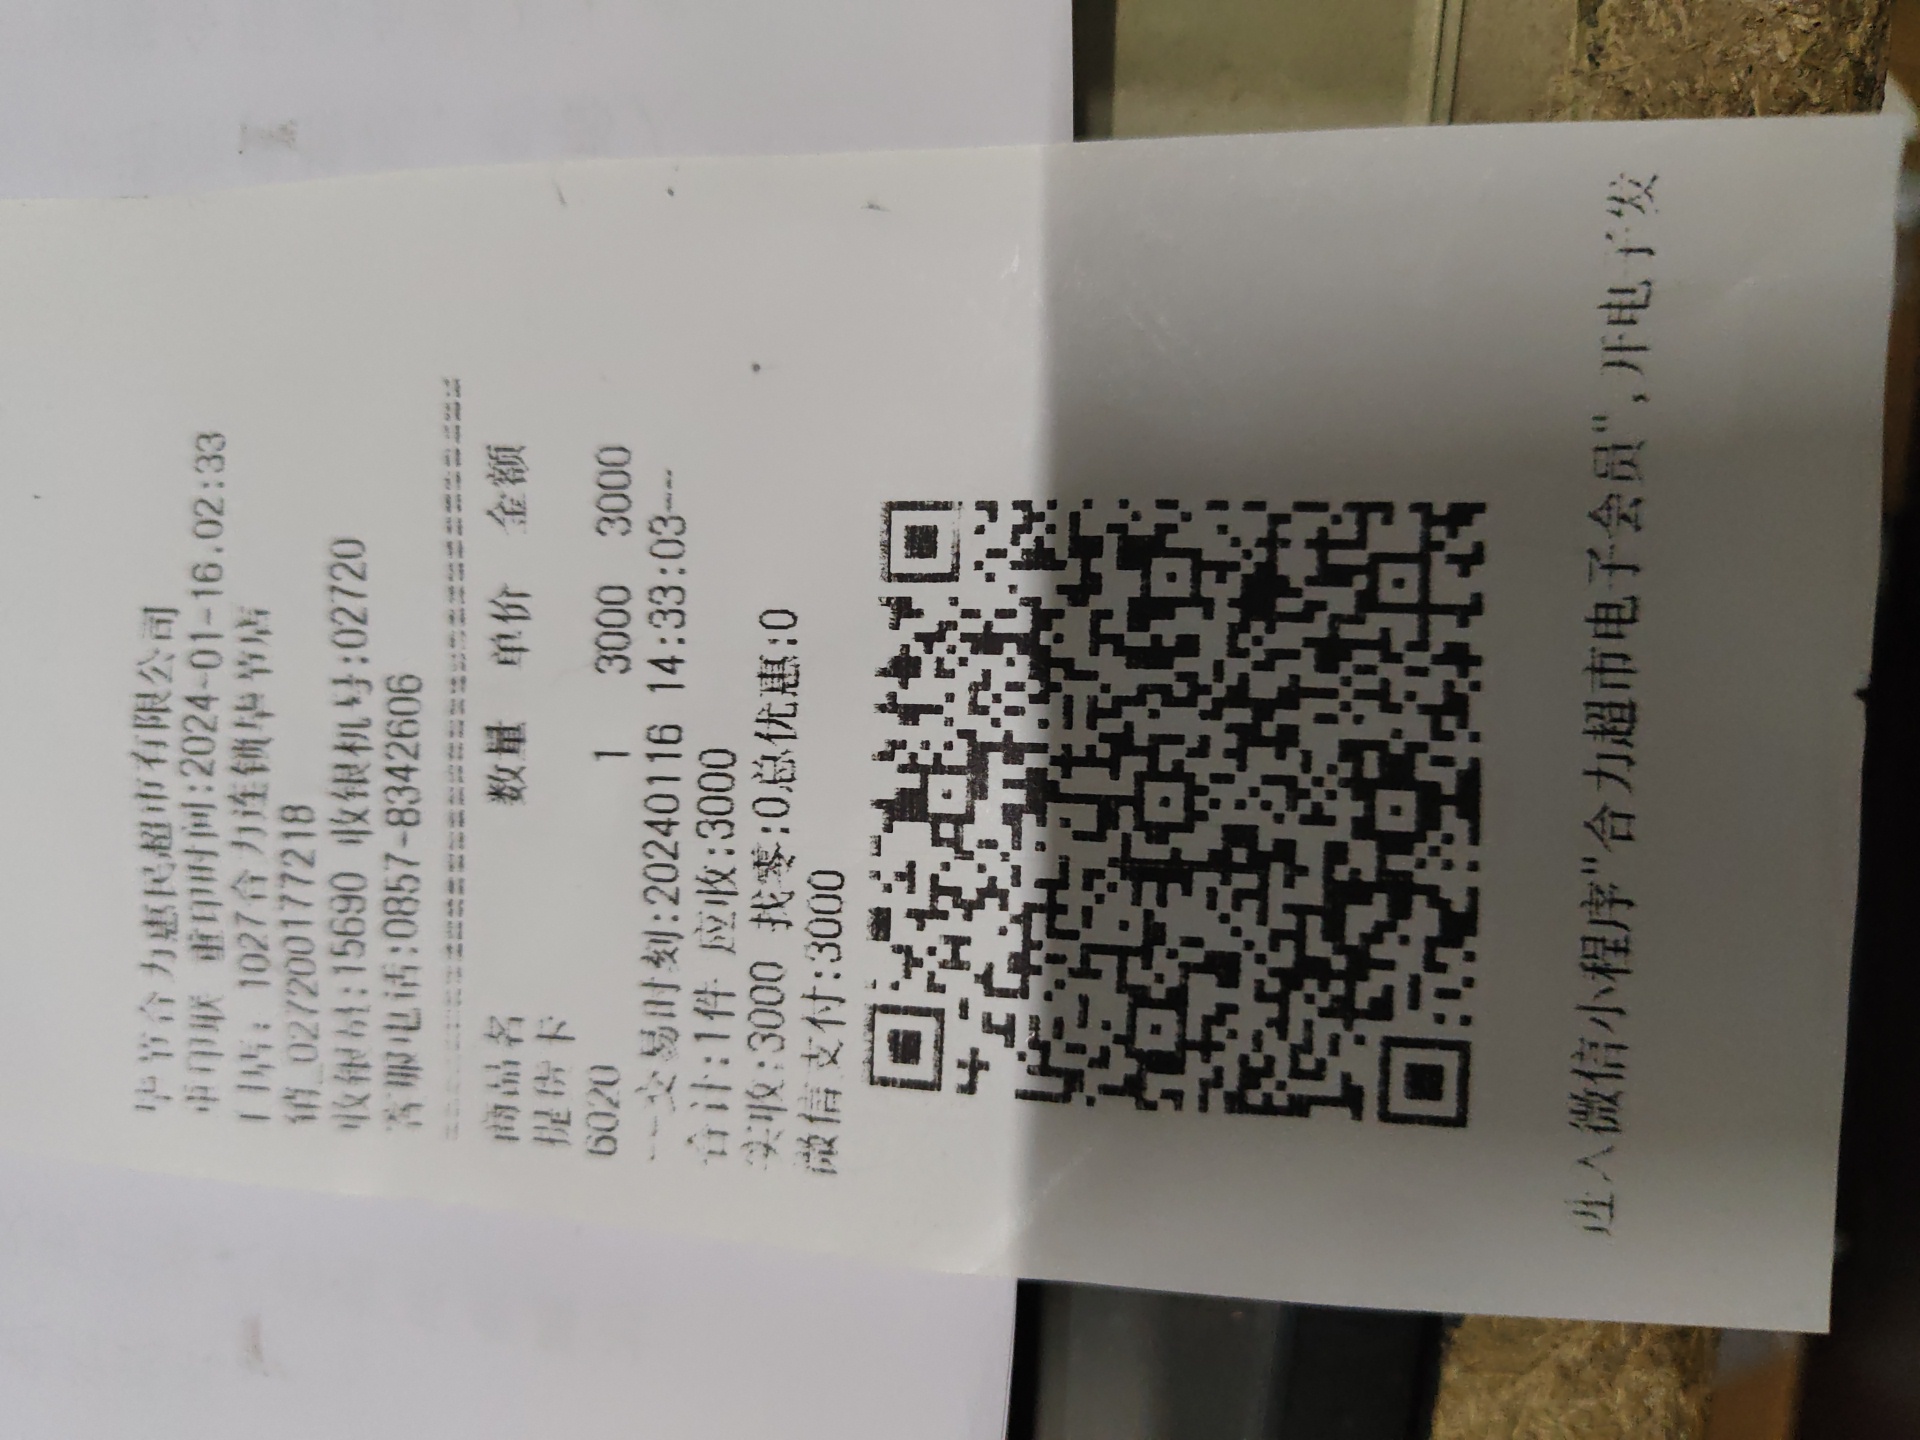 毕节合力惠民超市有限公司
重印联 重印时间:2024-01-16.02:33
门店: 1027合力连锁毕节店
销_027200177218
收银员:15690 收银机号:02720
客服电话:0857-8342606
商品名 数量 单价 金额
提货卡
6020 1 3000 3000
---交易时刻:20240116 14:33:03---
合计:1件 应收:3000
实收:3000 找零:0总优惠:0
微信支付:3000
进入微信小程序"合力超市电子会员",开电子发